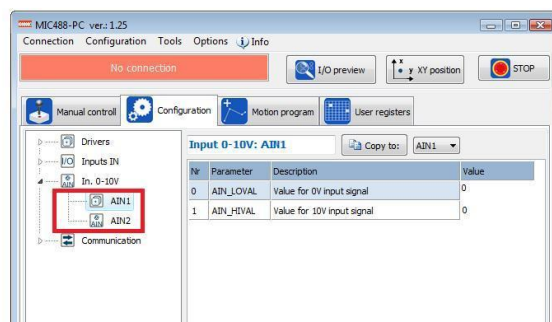 MIC488-PC ver.: 1.25
Connection Configuration Tools Options Info
No connection
I/O preview
x y XY position
STOP
Manual controll
Configuration
Motion program
User registers
Drivers
I/O Inputs IN
AIN In. 0-10V
AIN1
AIN AIN2
Communication
Input 0-10V: AIN1
Copy to:
AIN1
Nr Parameter Description Value
0 AIN_LOVAL Value for 0V input signal 0
1 AIN_HIVAL Value for 10V input signal 0